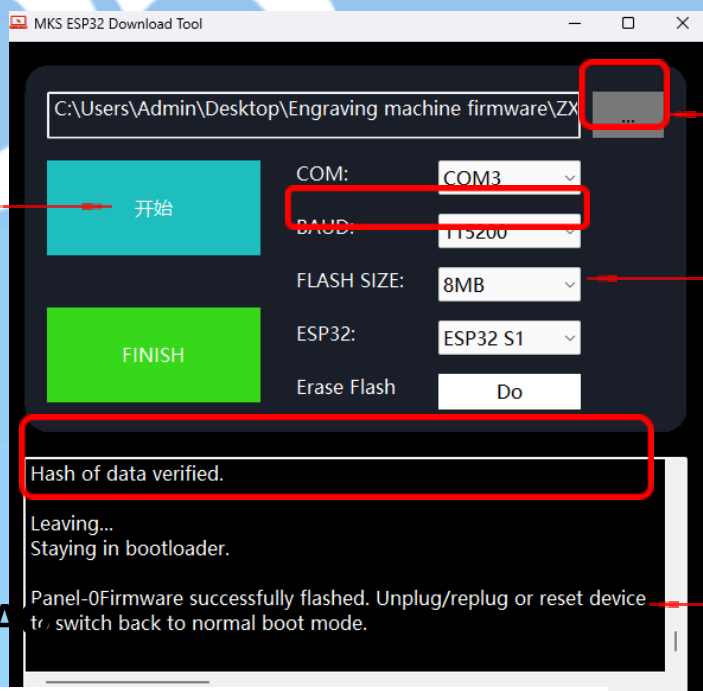 MKS ESP32 Download Tool
C:\Users\Admin\Desktop\Engraving machine firmware\ZX
...
开始
COM:
COM3
BAUD:
115200
FLASH SIZE:
8MB
FINISH
ESP32:
ESP32 S1
Erase Flash
Do
Hash of data verified.
Leaving...
Staying in bootloader.
Panel-0Firmware successfully flashed. Unplug/replug or reset device
to switch back to normal boot mode.